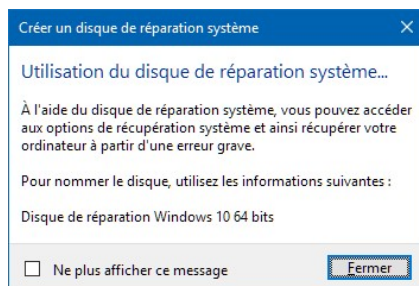 Créer un disque de réparation système
Utilisation du disque de réparation système...
À l'aide du disque de réparation système, vous pouvez accéder
aux options de récupération système et ainsi récupérer votre
ordinateur à partir d'une erreur grave.
Pour nommer le disque, utilisez les informations suivantes :
Disque de réparation Windows 10 64 bits
Ne plus afficher ce message
Fermer